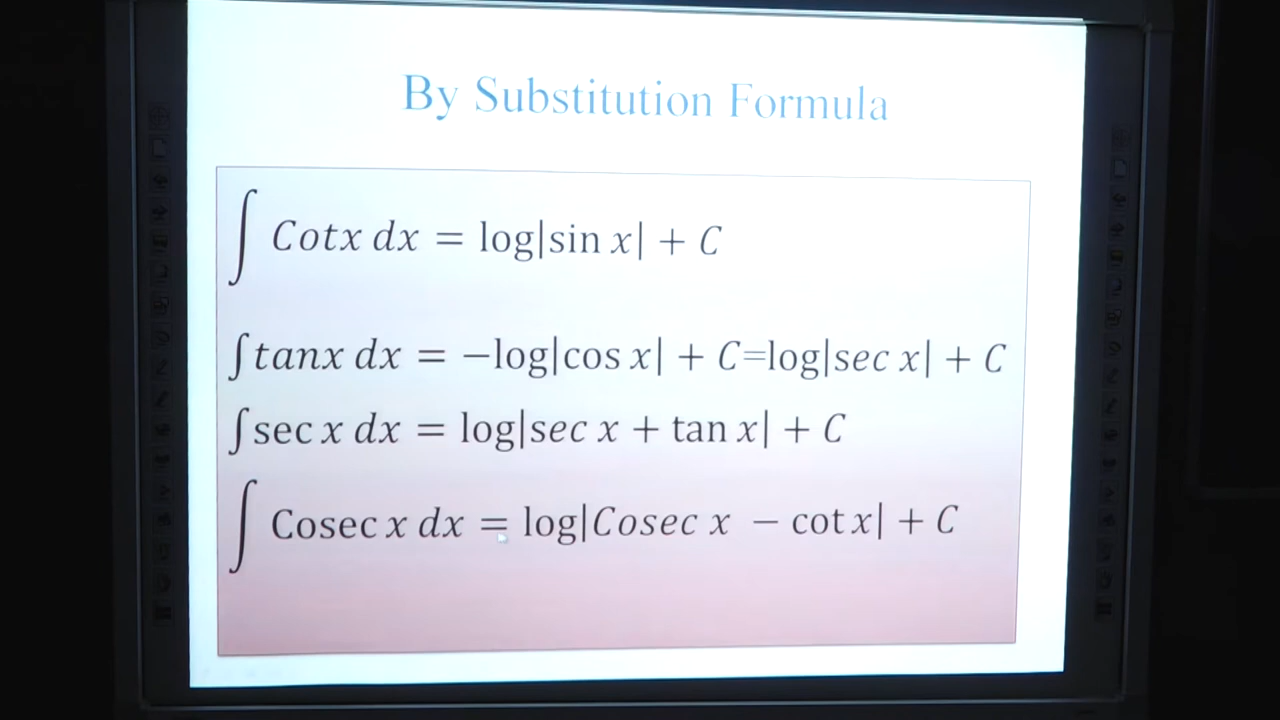 By Substitution Formula
∫ Cotx dx = log|sin x| + C
∫tanx dx = −log|cos x| + C=log|sec x| + C
∫sec x dx = log|sec x + tan x| + C
∫ Cosec x dx = log|Cosec x − cot x| + C